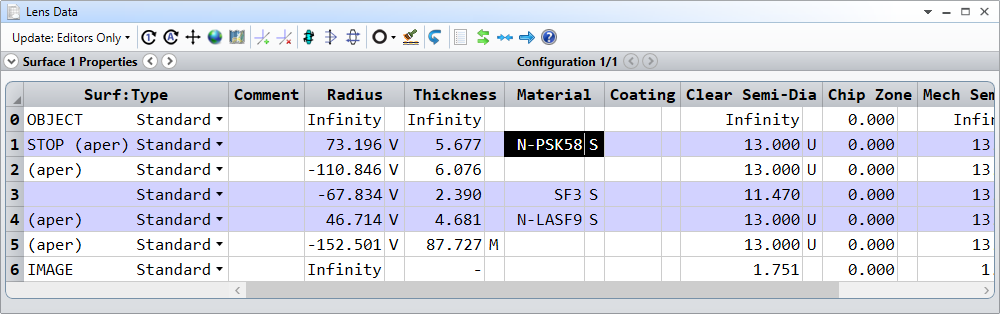 Lens Data
Update: Editors Only
Surface 1 Properties Configuration 1/1
Surf:Type Comment Radius Thickness Material Coating Clear Semi-Dia Chip Zone Mech Sem
0 OBJECT Standard Infinity Infinity Infinity 0.000 Infin
1 STOP (aper) Standard 73.196 V 5.677 N-PSK58 S 13.000 U 0.000 13
2 (aper) Standard -110.846 V 6.076 13.000 U 0.000 13
3 Standard -67.834 V 2.390 SF3 S 11.470 0.000 13
4 (aper) Standard 46.714 V 4.681 N-LASF9 S 13.000 U 0.000 13
5 (aper) Standard -152.501 V 87.727 M 13.000 U 0.000 13
6 IMAGE Standard Infinity - 1.751 0.000 1